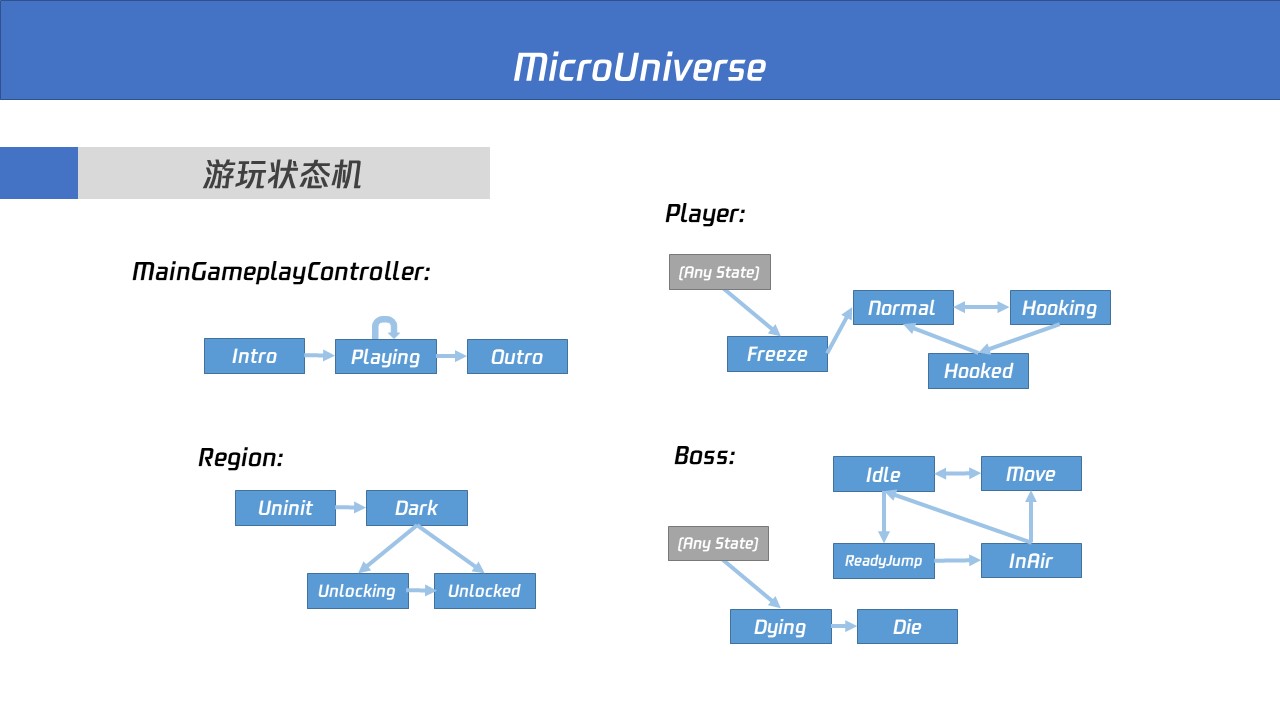 MicroUniverse
游玩状态机
MainGameplayController:
Intro
Playing
Outro
Region:
Uninit
Dark
Unlocking
Unlocked
Player:
(Any State)
Normal
Hooking
Freeze
Hooked
Boss:
Idle
Move
(Any State)
ReadyJump
InAir
Dying
Die